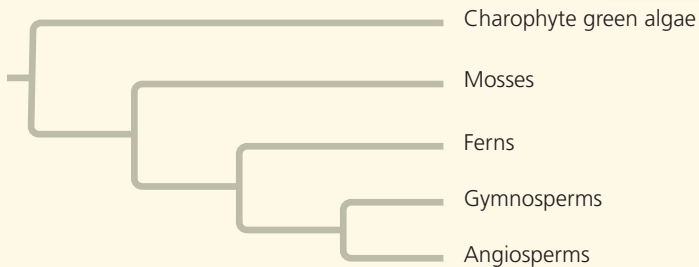 Charophyte green algae
Mosses
Ferns
Gymnosperms
Angiosperms